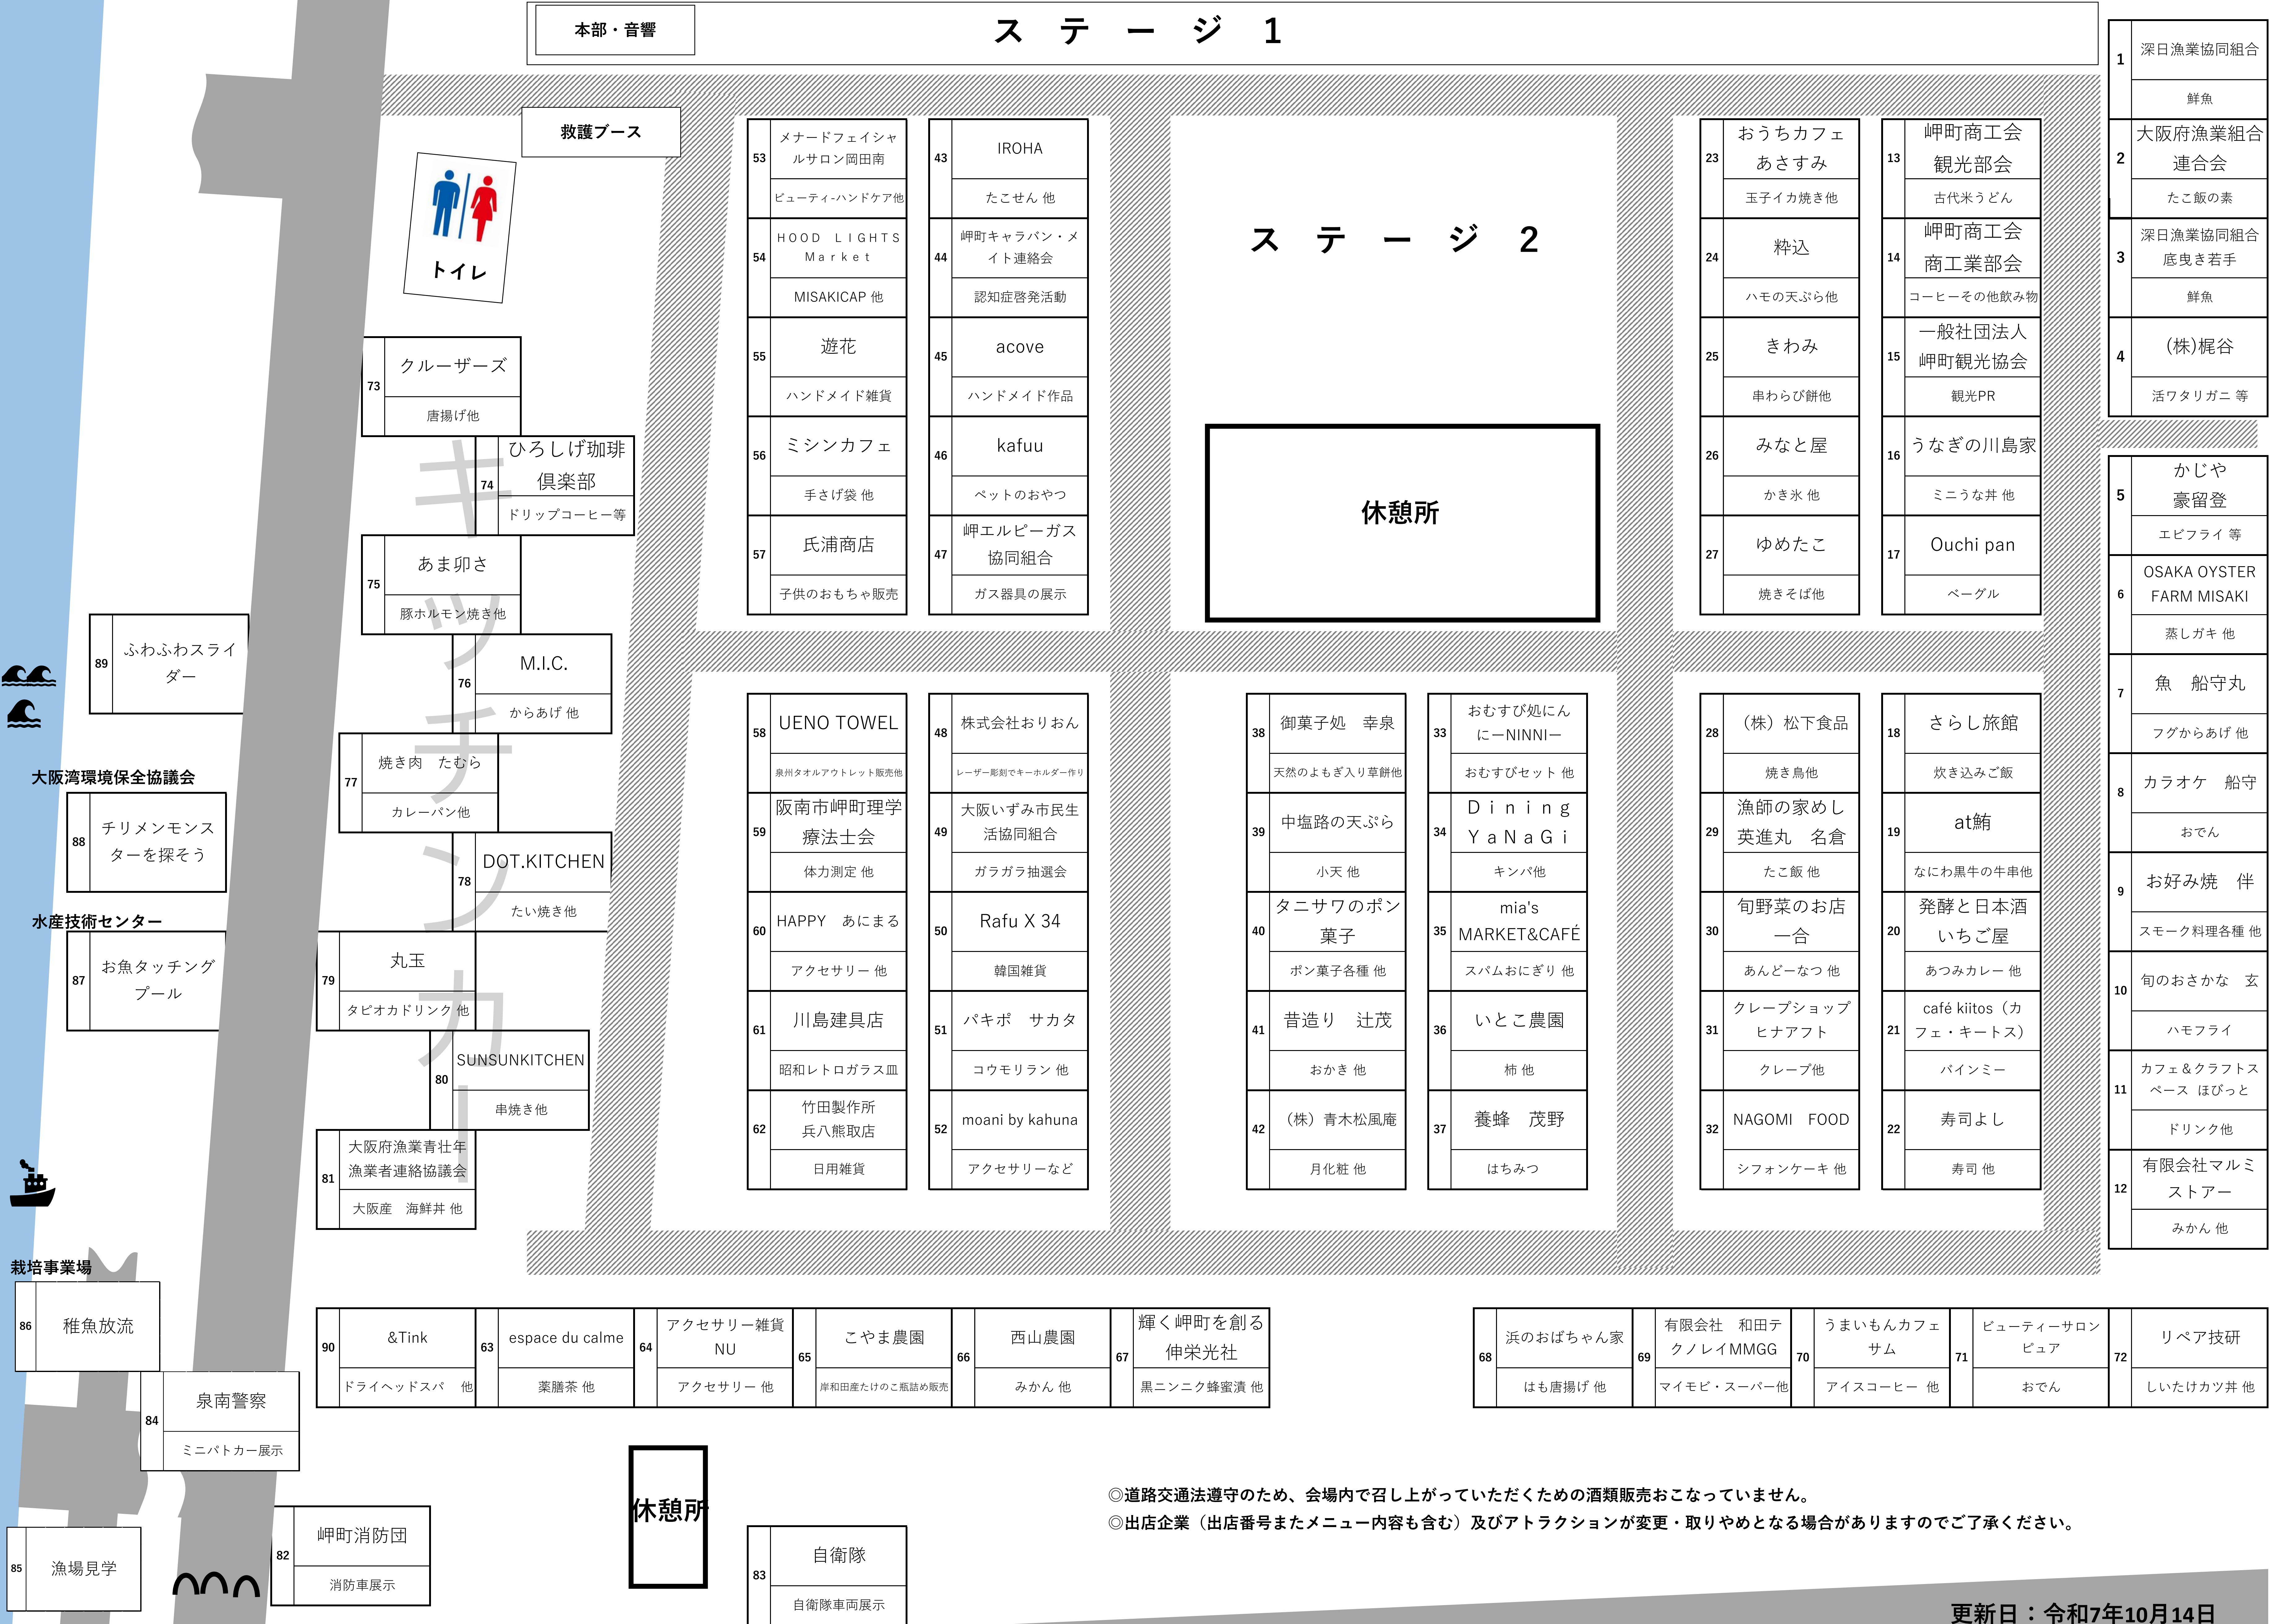 本部・音響
ス テ ー ジ 1
救護ブース
トイレ
キッチンカー
1
深日漁業協同組合
鮮魚
2
大阪府漁業組合
連合会
たこ飯の素
3
深日漁業協同組合
底曳き若手
鮮魚
4
(株)梶谷
活ワタリガニ 等
5
かじや
豪留登
エビフライ 等
6
OSAKA OYSTER
FARM MISAKI
蒸しガキ 他
7
魚 船守丸
フグからあげ 他
8
カラオケ 船守
おでん
9
お好み焼 伴
スモーク料理各種 他
10
旬のおさかな 玄
ハモフライ
11
カフェ＆クラフトス
ペース ほびっと
ドリンク他
12
有限会社マルミ
ストアー
みかん 他
53
メナードフェイシャ
ルサロン岡田南
ビューティ-ハンドケア他
54
HOOD LIGHTS
Market
MISAKICAP 他
55
遊花
ハンドメイド雑貨
56
ミシンカフェ
手さげ袋 他
57
氏浦商店
子供のおもちゃ販売
43
IROHA
たこせん 他
44
岬町キャラバン・メ
イト連絡会
認知症啓発活動
45
acove
ハンドメイド作品
46
kafuu
ペットのおやつ
47
岬エルピーガス
協同組合
ガス器具の展示
ス テ ー ジ 2
休憩所
23
おうちカフェ
あさすみ
玉子イカ焼き他
24
粋込
ハモの天ぷら他
25
きわみ
串わらび餅他
26
みなと屋
かき氷 他
27
ゆめたこ
焼きそば他
13
岬町商工会
観光部会
古代米うどん
14
岬町商工会
商工業部会
コーヒーその他飲み物
15
一般社団法人
岬町観光協会
観光PR
16
うなぎの川島家
ミニうな丼 他
17
Ouchi pan
ベーグル
73
クルーザーズ
唐揚げ他
74
ひろしげ珈琲
倶楽部
ドリップコーヒー等
75
あま卯さ
豚ホルモン焼き他
76
M.I.C.
からあげ 他
77
焼き肉 たむら
カレーパン他
78
DOT.KITCHEN
たい焼き他
79
丸玉
タピオカドリンク 他
80
SUNSUNKITCHEN
串焼き他
81
大阪府漁業青壮年
漁業者連絡協議会
大阪産 海鮮丼 他
89
ふわふわスライ
ダー
大阪湾環境保全協議会
88
チリメンモンス
ターを探そう
水産技術センター
87
お魚タッチング
プール
58
UENO TOWEL
泉州タオルアウトレット販売他
59
阪南市岬町理学
療法士会
体力測定 他
60
HAPPY あにまる
アクセサリー 他
61
川島建具店
昭和レトロガラス皿
62
竹田製作所
兵八熊取店
日用雑貨
48
株式会社おりおん
レーザー彫刻でキーホルダー作り
49
大阪いずみ市民生
活協同組合
ガラガラ抽選会
50
Rafu X 34
韓国雑貨
51
パキポ サカタ
コウモリラン 他
52
moani by kahuna
アクセサリーなど
38
御菓子処 幸泉
天然のよもぎ入り草餅他
39
中塩路の天ぷら
小天 他
40
タニサワのポン
菓子
ポン菓子各種 他
41
昔造り 辻茂
おかき 他
42
（株）青木松風庵
月化粧 他
33
おむすび処にん
にーNINNIー
おむすびセット 他
34
Dining
YaNaGi
キンパ他
35
mia's
MARKET&CAFÉ
スパムおにぎり 他
36
いとこ農園
柿 他
37
養蜂 茂野
はちみつ
28
（株）松下食品
焼き鳥他
29
漁師の家めし
英進丸 名倉
たこ飯 他
30
旬野菜のお店
一合
あんどーなつ 他
31
クレープショップ
ヒナアフト
クレープ他
32
NAGOMI FOOD
シフォンケーキ 他
18
さらし旅館
炊き込みご飯
19
at鮪
なにわ黒牛の牛串他
20
発酵と日本酒
いちご屋
あつみカレー 他
21
café kiitos（カ
フェ・キートス）
バインミー
22
寿司よし
寿司 他
栽培事業場
86
稚魚放流
84
泉南警察
ミニパトカー展示
85
漁場見学
82
岬町消防団
消防車展示
90
&Tink
ドライヘッドスパ 他
63
espace du calme
薬膳茶 他
64
アクセサリー雑貨
NU
アクセサリー 他
65
こやま農園
岸和田産たけのこ瓶詰め販売
66
西山農園
みかん 他
67
輝く岬町を創る
伸栄光社
黒ニンニク蜂蜜漬 他
68
浜のおばちゃん家
はも唐揚げ 他
69
有限会社 和田テ
クノレイMMGG
マイモビ・スーパー他
70
うまいもんカフェ
サム
アイスコーヒー 他
71
ビューティーサロン
ピュア
おでん
72
リペア技研
しいたけカツ丼 他
休憩所
83
自衛隊
自衛隊車両展示
◎道路交通法遵守のため、会場内で召し上がっていただくための酒類販売おこなっていません。
◎出店企業（出店番号またメニュー内容も含む）及びアトラクションが変更・取りやめとなる場合がありますのでご了承ください。
更新日：令和7年10月14日